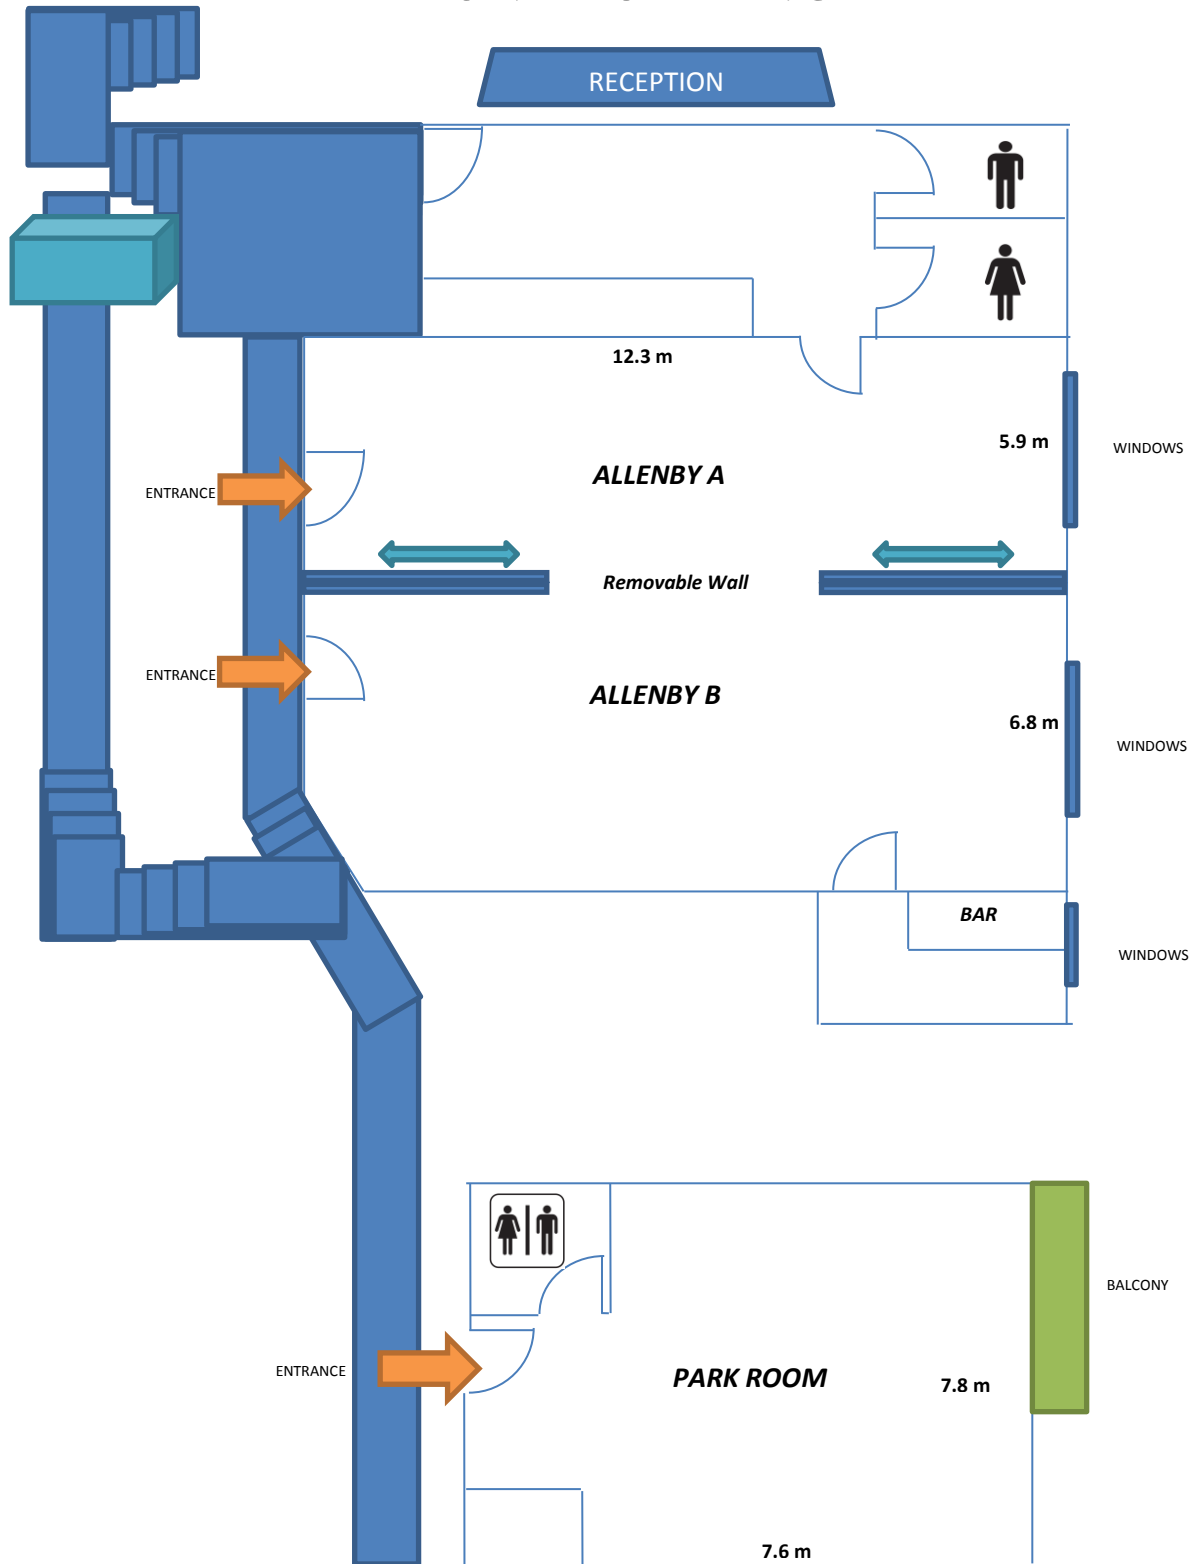 RECEPTION
12.3 m
5.9 m
WINDOWS
ALLENBY A
ENTRANCE
Removable Wall
ENTRANCE
ALLENBY B
6.8 m
WINDOWS
BAR
WINDOWS
BALCONY
ENTRANCE
PARK ROOM
7.8 m
7.6 m